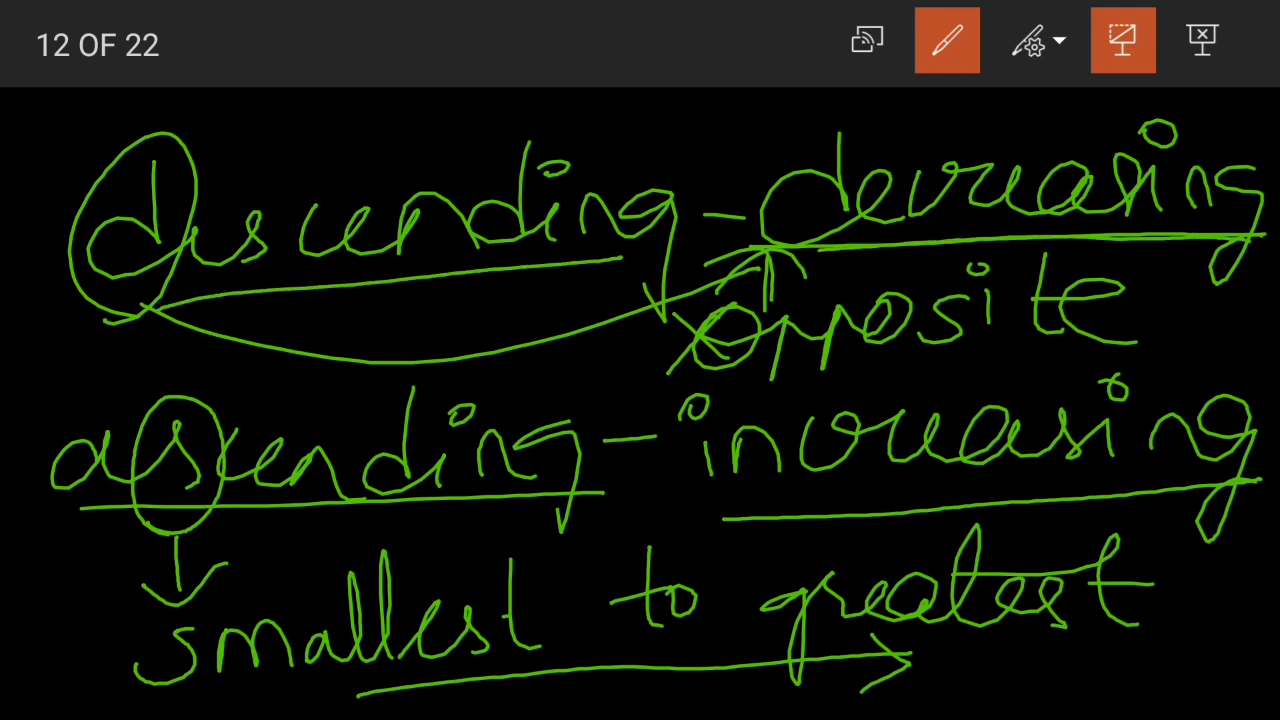 12 OF 22
descending - decreasing
opposite
ascending - increasing
smallest to greatest